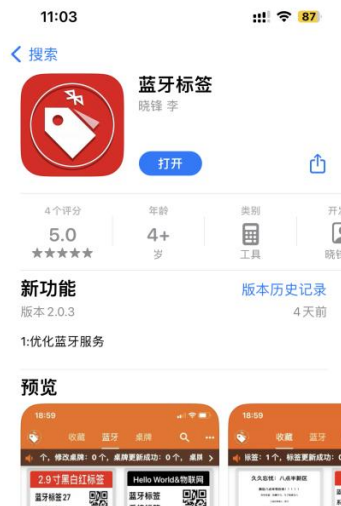 11:03
87
搜索
蓝牙标签
晓锋 李
打开
4个评分
年龄
类别
5.0
4+
★★★★★
岁
工具
新功能
版本历史记录
版本 2.0.3
4天前
1:优化蓝牙服务
预览
18:59
18:59
收藏
蓝牙
桌牌
收藏
蓝牙
个，修改桌牌：0 个，桌牌更新成功：0 个，桌牌
标签：1 个，标签更新成功：
2.9寸黑白红标签
Hello World&物联网
蓝牙标签 27
蓝牙标签